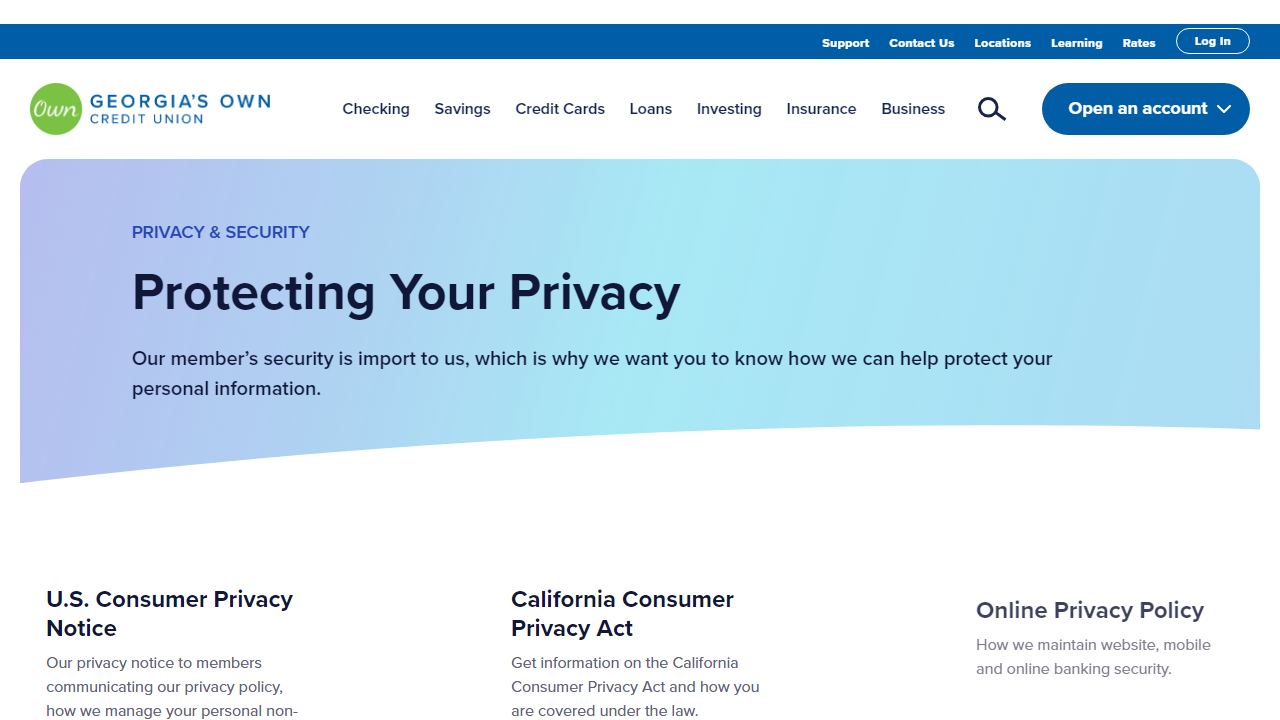 Support Contact Us Locations Learning Rates Log In
Own GEORGIA'S OWN
CREDIT UNION
Checking Savings Credit Cards Loans Investing Insurance Business Open an account
PRIVACY & SECURITY
Protecting Your Privacy
Our member’s security is import to us, which is why we want you to know how we can help protect your
personal information.
U.S. Consumer Privacy
Notice
Our privacy notice to members
communicating our privacy policy,
how we manage your personal non-
California Consumer
Privacy Act
Get information on the California
Consumer Privacy Act and how you
are covered under the law.
Online Privacy Policy
How we maintain website, mobile
and online banking security.